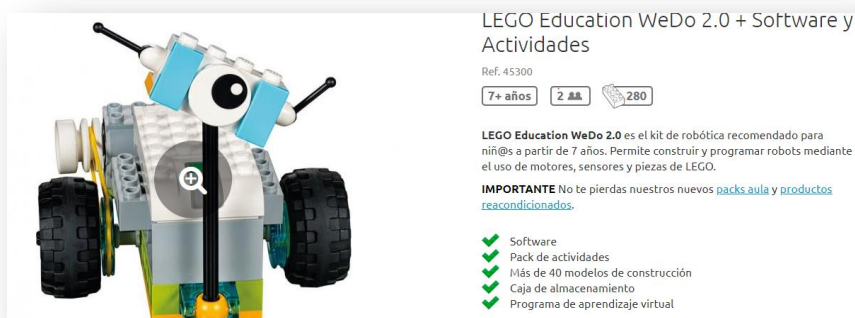 LEGO Education WeDo 2.0 + Software y
Actividades
Ref. 45300
7+ años 2 280
LEGO Education WeDo 2.0 es el kit de robótica recomendado para
niñ@s a partir de 7 años. Permite construir y programar robots mediante
el uso de motores, sensores y piezas de LEGO.
IMPORTANTE No te pierdas nuestros nuevos packs aula y productos
reacondicionados.
Software
Pack de actividades
Más de 40 modelos de construcción
Caja de almacenamiento
Programa de aprendizaje virtual